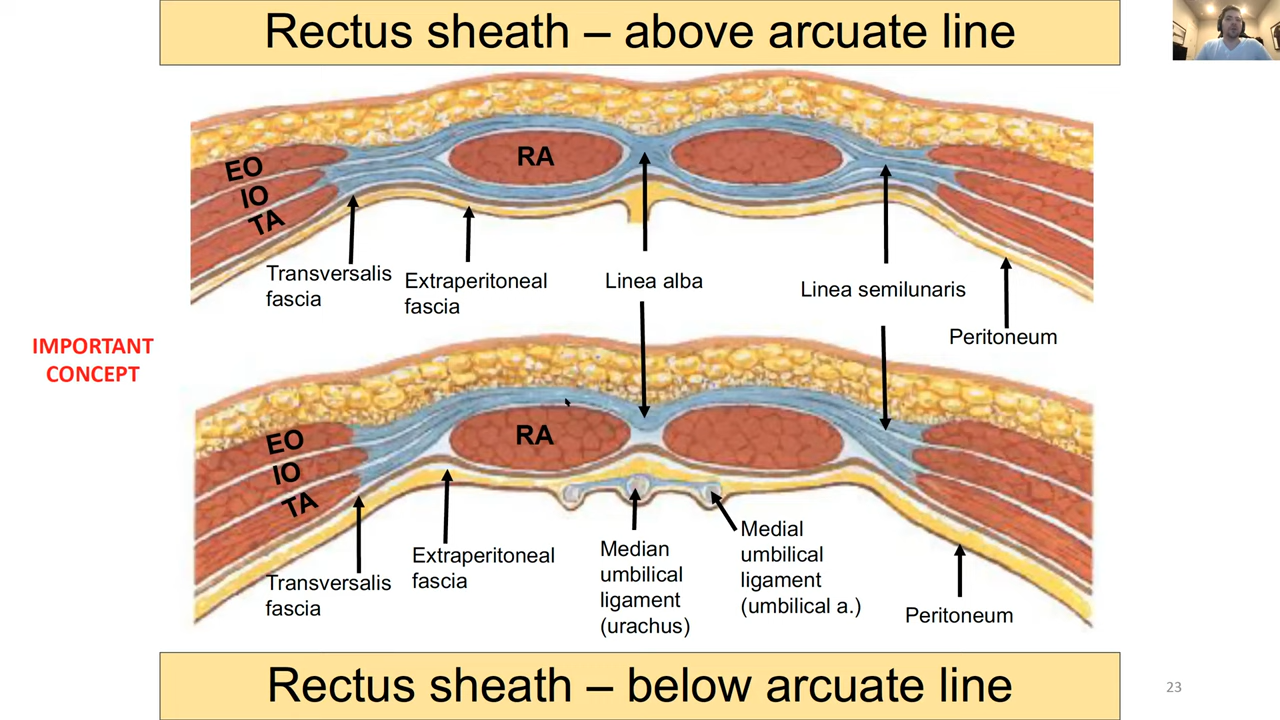 Rectus sheath – above arcuate line
EO
IO
TA
RA
Transversalis
fascia
Extraperitoneal
fascia
Linea alba
Linea semilunaris
Peritoneum
IMPORTANT
CONCEPT
EO
IO
TA
RA
Transversalis
fascia
Extraperitoneal
fascia
Median
umbilical
ligament
(urachus)
Medial
umbilical
ligament
(umbilical a.)
Peritoneum
Rectus sheath – below arcuate line
23